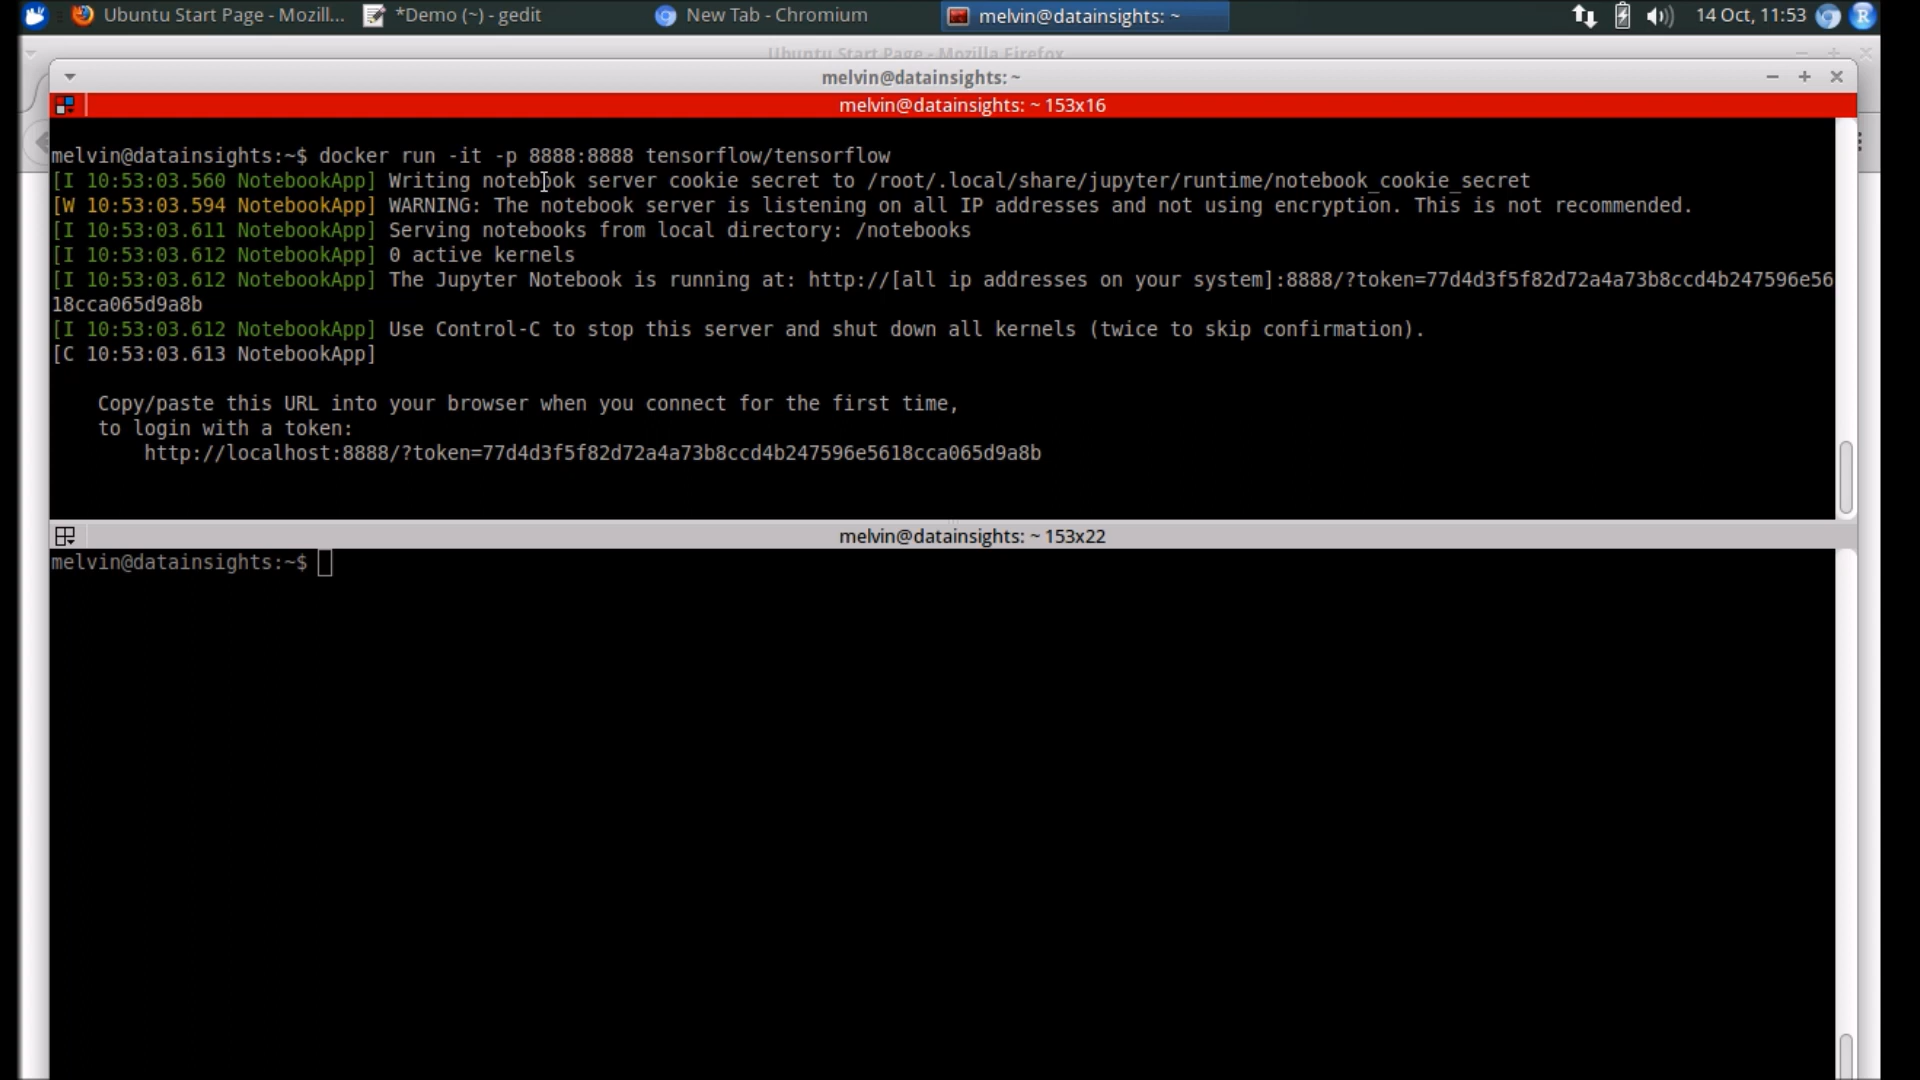 Ubuntu Start Page - Mozill... *Demo (~) - gedit New Tab - Chromium melvin@datainsights: ~ 14 Oct, 11:53
Ubuntu Start Page - Mozilla Firefox
melvin@datainsights: ~
melvin@datainsights: ~ 153x16
melvin@datainsights:~$ docker run -it -p 8888:8888 tensorflow/tensorflow
[I 10:53:03.560 NotebookApp] Writing notebook server cookie secret to /root/.local/share/jupyter/runtime/notebook_cookie_secret
[W 10:53:03.594 NotebookApp] WARNING: The notebook server is listening on all IP addresses and not using encryption. This is not recommended.
[I 10:53:03.611 NotebookApp] Serving notebooks from local directory: /notebooks
[I 10:53:03.612 NotebookApp] 0 active kernels
[I 10:53:03.612 NotebookApp] The Jupyter Notebook is running at: http://[all ip addresses on your system]:8888/?token=77d4d3f5f82d72a4a73b8ccd4b247596e56
18cca065d9a8b
[I 10:53:03.612 NotebookApp] Use Control-C to stop this server and shut down all kernels (twice to skip confirmation).
[C 10:53:03.613 NotebookApp]
Copy/paste this URL into your browser when you connect for the first time,
to login with a token:
http://localhost:8888/?token=77d4d3f5f82d72a4a73b8ccd4b247596e5618cca065d9a8b
melvin@datainsights: ~ 153x22
melvin@datainsights:~$